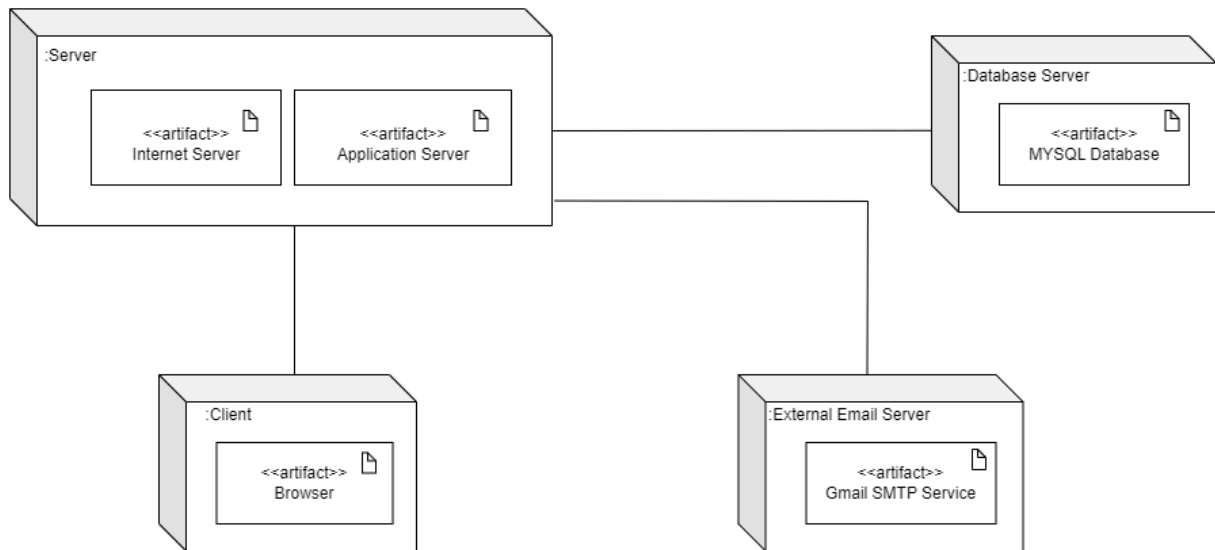 :Server
<<artifact>>
Internet Server
<<artifact>>
Application Server
:Database Server
<<artifact>>
MYSQL Database
:Client
<<artifact>>
Browser
:External Email Server
<<artifact>>
Gmail SMTP Service